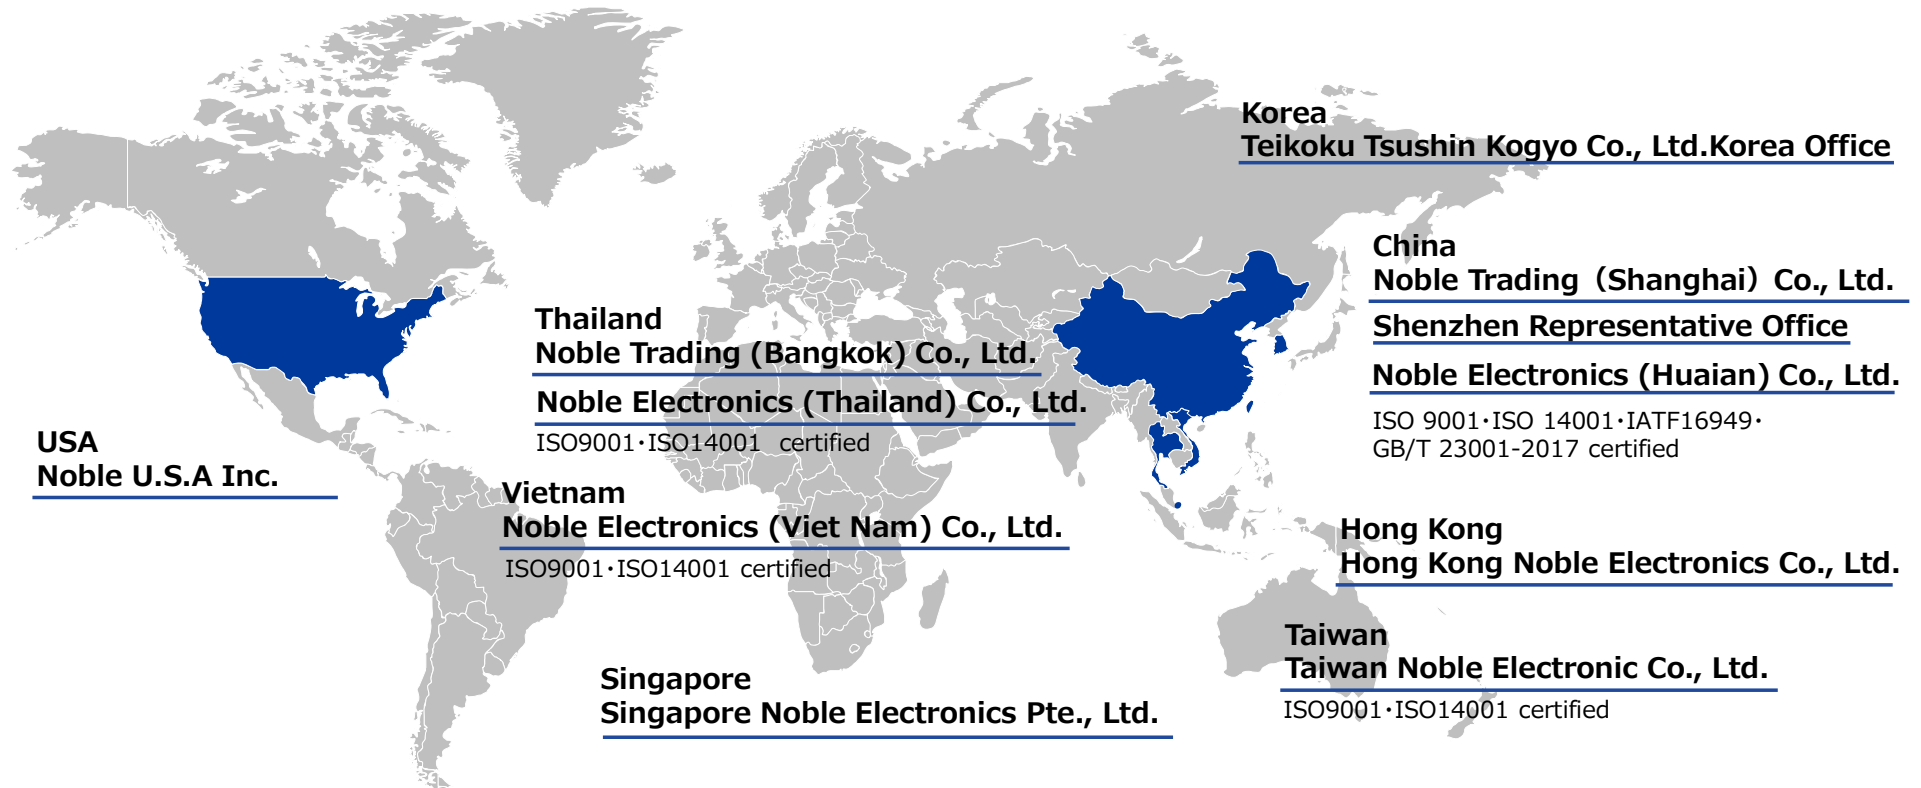 Korea
Teikoku Tsushin Kogyo Co., Ltd.Korea Office
China
Noble Trading（Shanghai）Co., Ltd.
Shenzhen Representative Office
Noble Electronics (Huaian) Co., Ltd.
ISO 9001・ISO 14001・IATF16949・
GB/T 23001-2017 certified
Thailand
Noble Trading (Bangkok) Co., Ltd.
Noble Electronics (Thailand) Co., Ltd.
ISO9001・ISO14001 certified
USA
Noble U.S.A Inc.
Vietnam
Noble Electronics (Viet Nam) Co., Ltd.
ISO9001・ISO14001 certified
Hong Kong
Hong Kong Noble Electronics Co., Ltd.
Taiwan
Taiwan Noble Electronic Co., Ltd.
ISO9001・ISO14001 certified
Singapore
Singapore Noble Electronics Pte., Ltd.